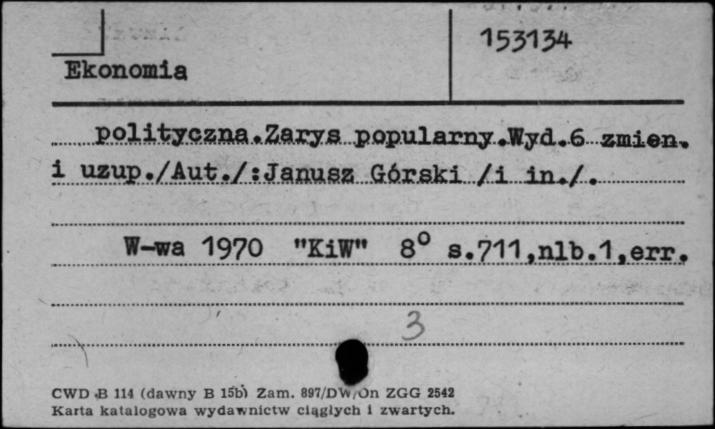 153134
Ekonomia
polityczna.Zarys popularny.Wyd.6 zmien.
i uzup./Aut./:Janusz Górski /i in./.
W-wa 1970 "KiW" 8° s.711,nlb.1,err.
3
CWD B 114 (dawny B 15b) Zam. 897/DW/On ZGG 2542
Karta katalogowa wydawnictw ciągłych i zwartych.